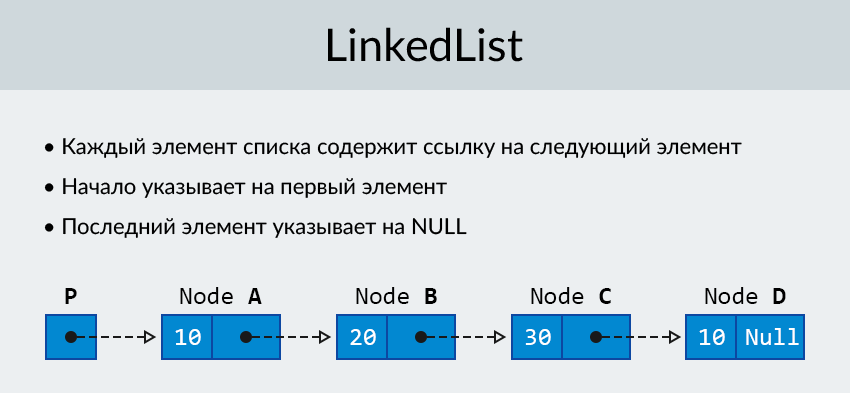 LinkedList
• Каждый элемент списка содержит ссылку на следующий элемент
• Начало указывает на первый элемент
• Последний элемент указывает на NULL
P Node A Node B Node C Node D
10 20 30 10 Null